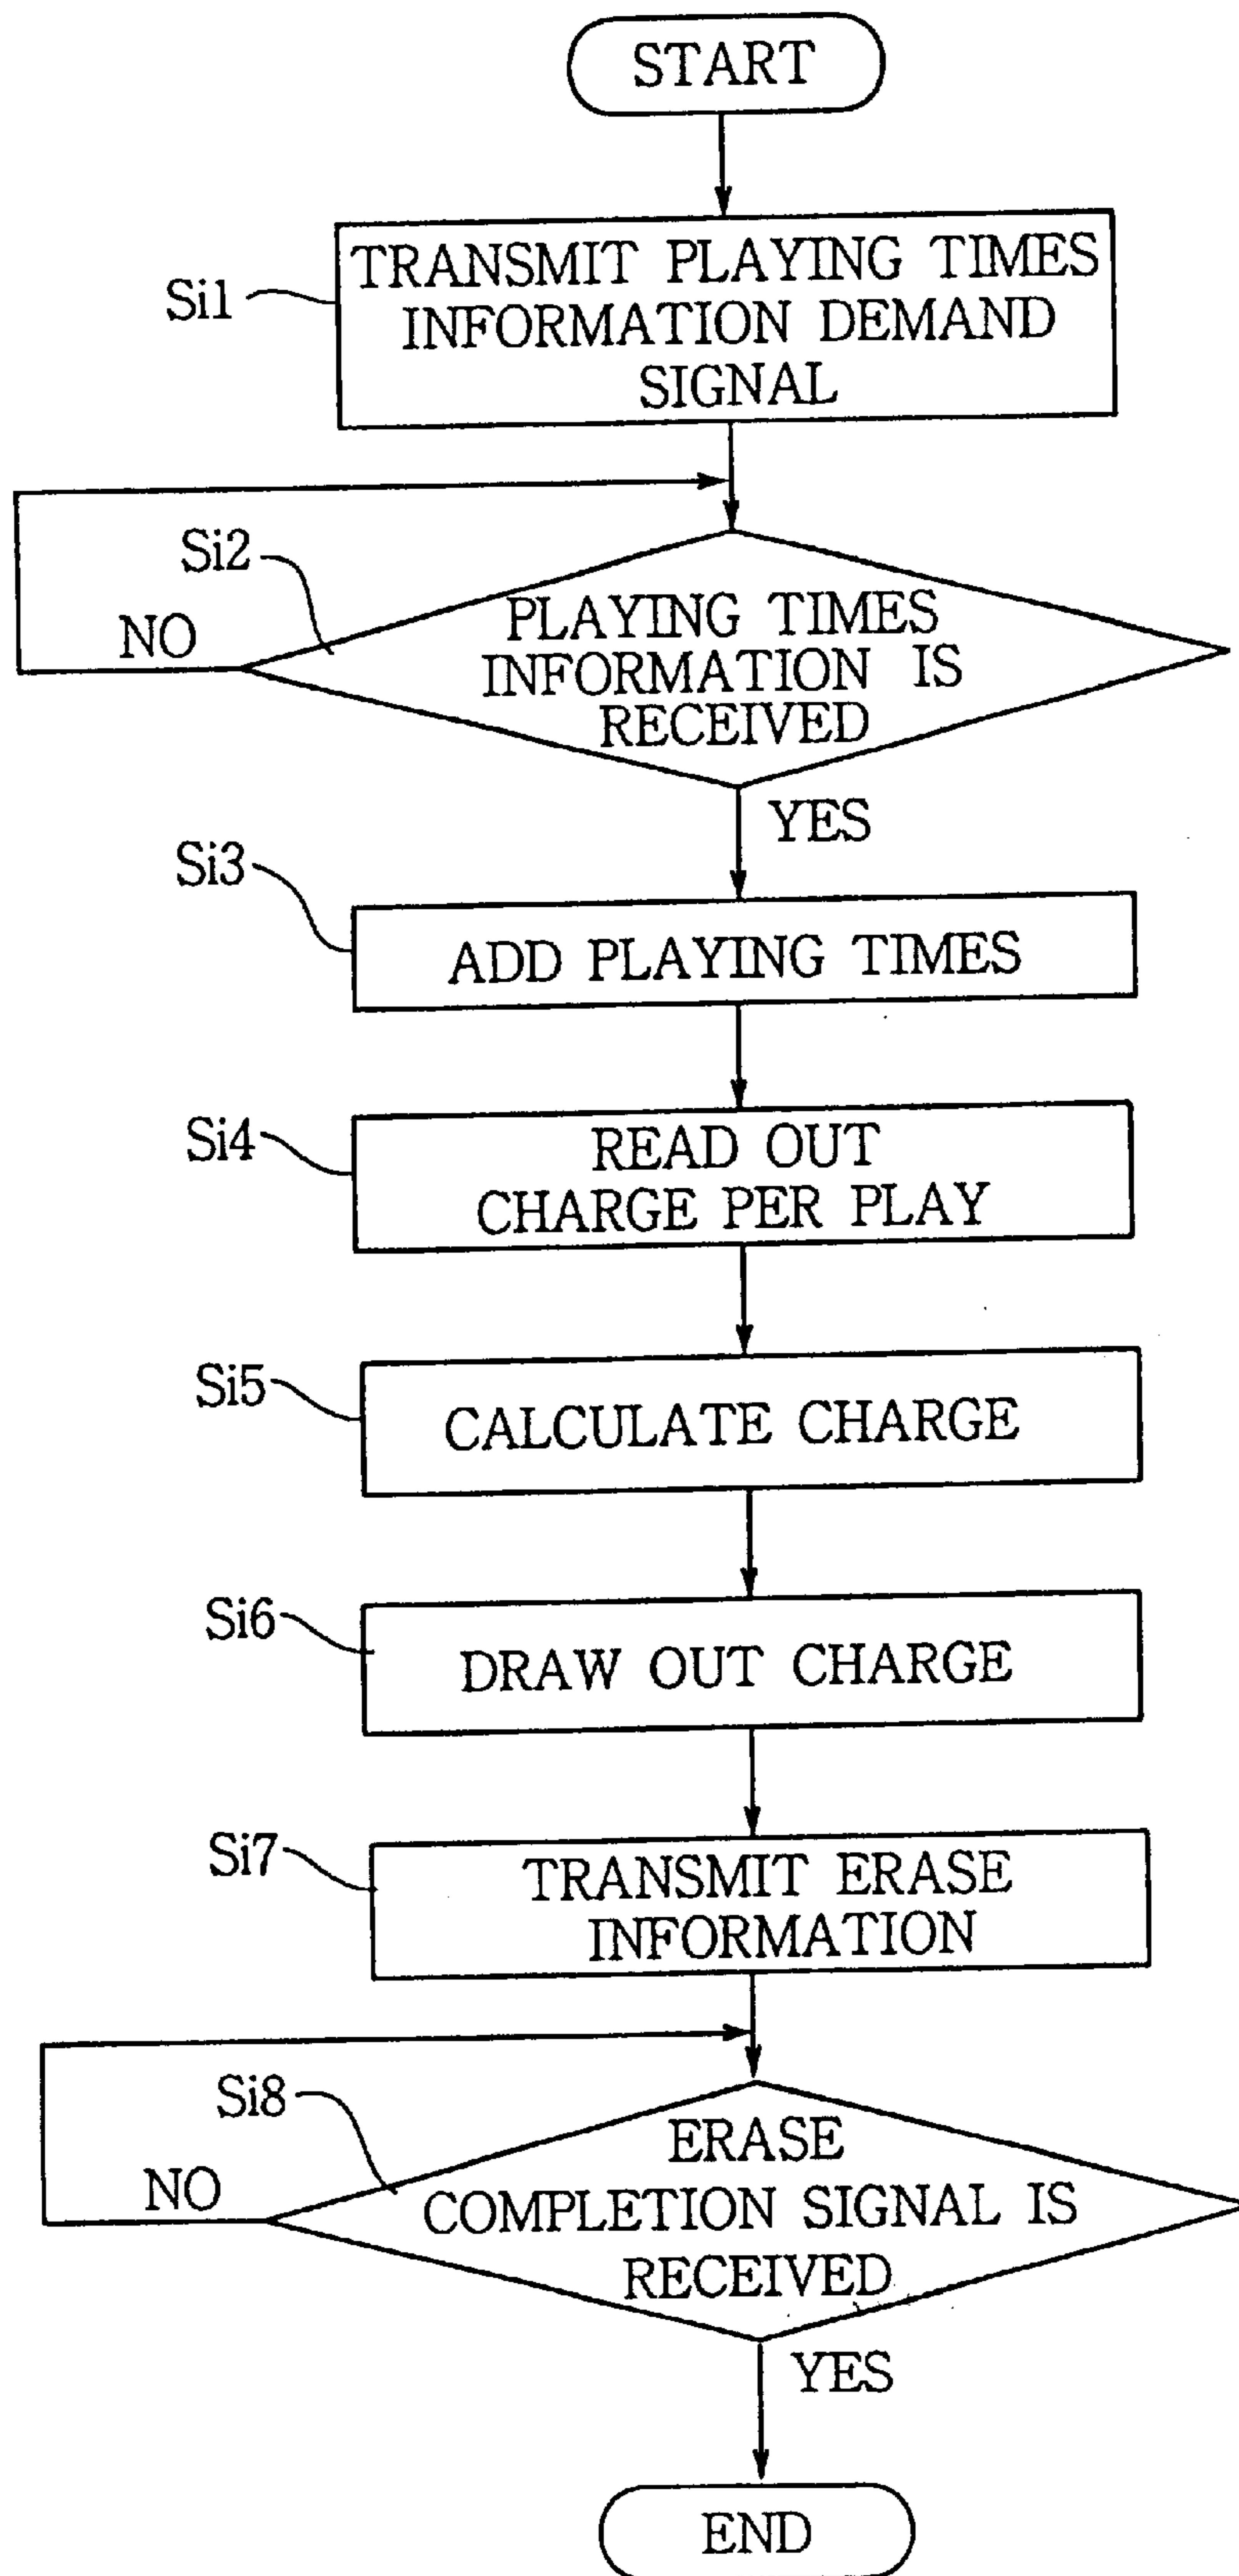 START
Si1
TRANSMIT PLAYING TIMES
INFORMATION DEMAND
SIGNAL
Si2
NO
PLAYING TIMES
INFORMATION IS
RECEIVED
YES
Si3
ADD PLAYING TIMES
Si4
READ OUT
CHARGE PER PLAY
Si5
CALCULATE CHARGE
Si6
DRAW OUT CHARGE
Si7
TRANSMIT ERASE
INFORMATION
Si8
NO
ERASE
COMPLETION SIGNAL IS
RECEIVED
YES
END